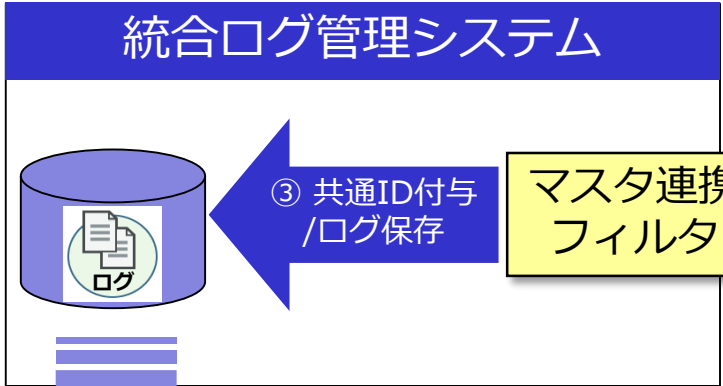 統合ログ管理システム
③ 共通ID付与
/ログ保存
マスタ連携
フィルタ
ログ